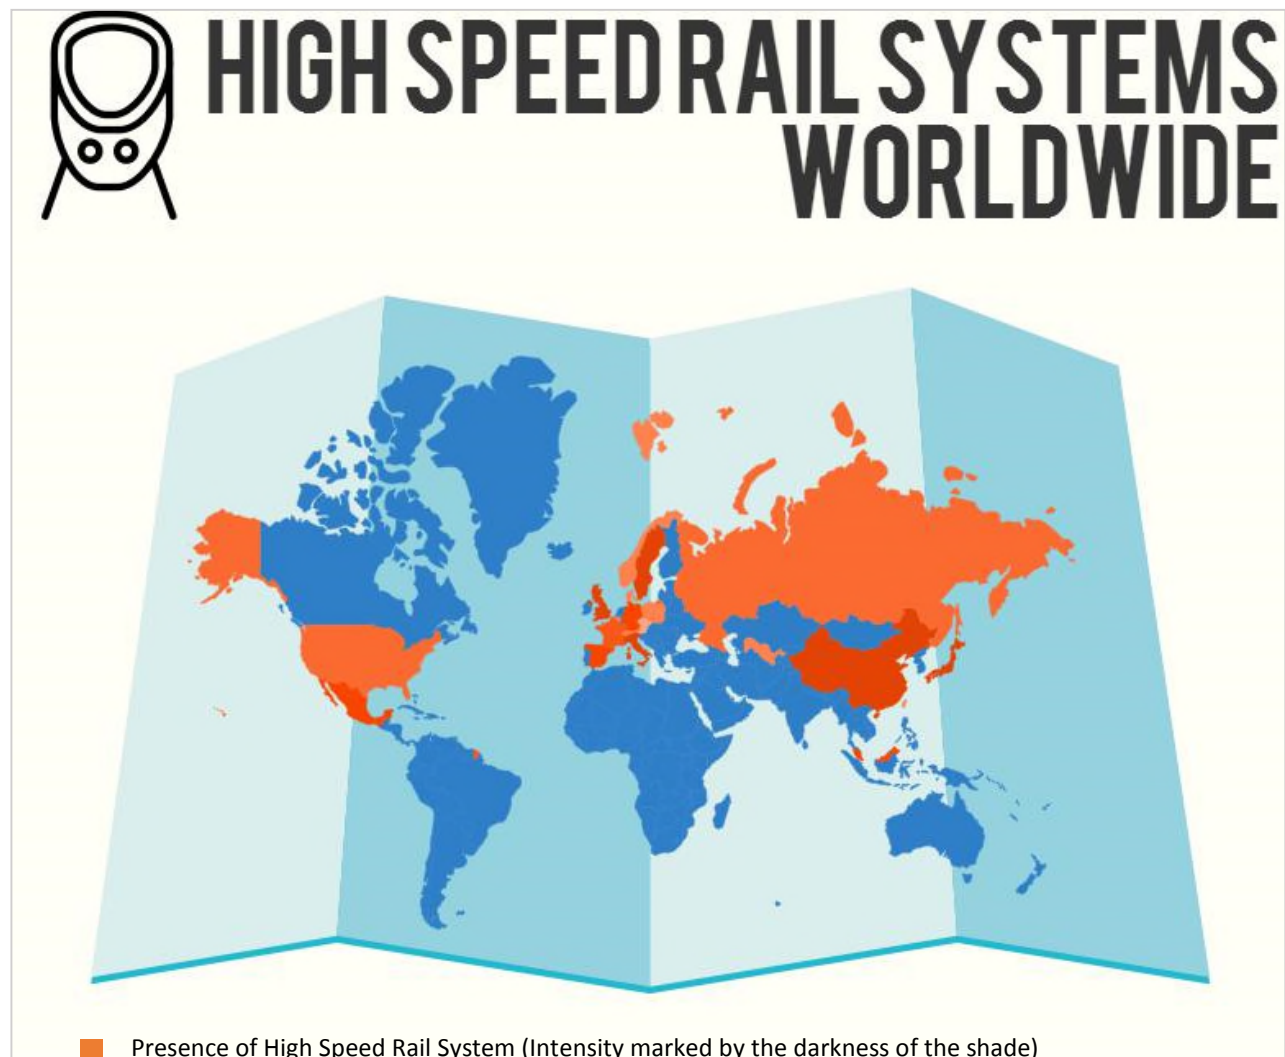 HIGH SPEED RAIL SYSTEMS
WORLDWIDE
Presence of High Speed Rail System (Intensity marked by the darkness of the shade)